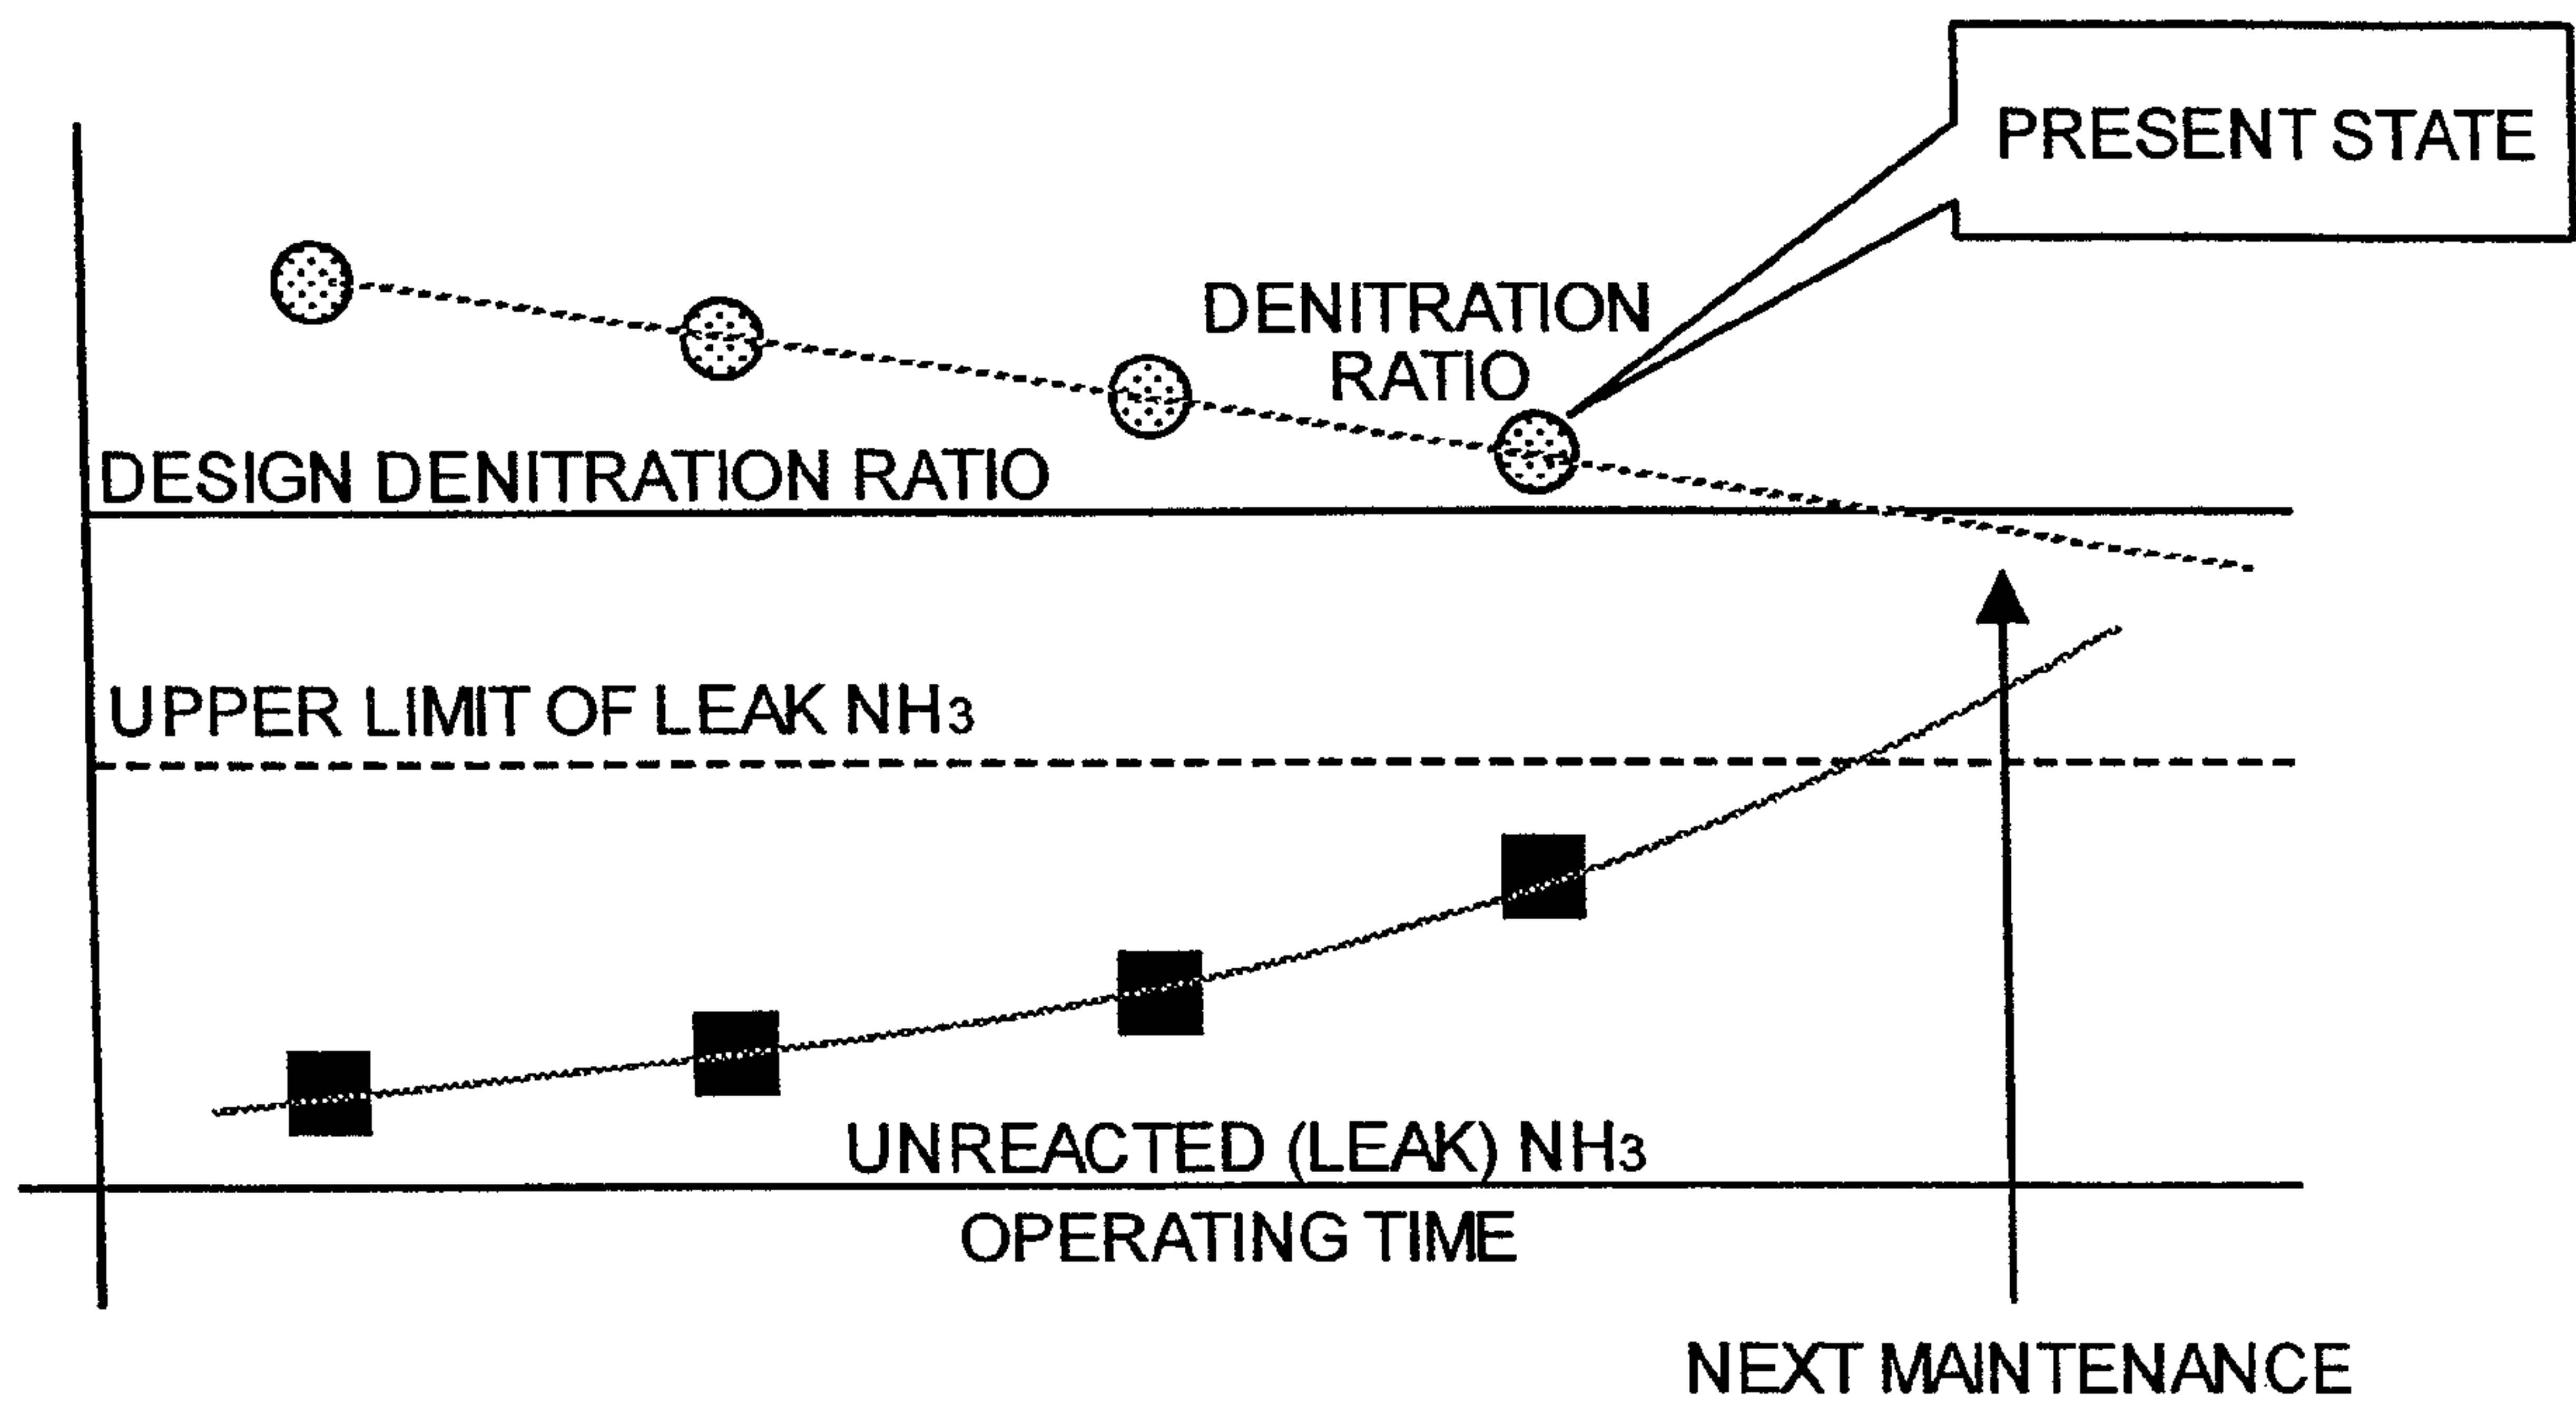 PRESENT STATE
DENITRATION
RATIO
DESIGN DENITRATION RATIO
UPPER LIMIT OF LEAK NH₃
UNREACTED (LEAK) NH₃
OPERATING TIME
NEXT MAINTENANCE